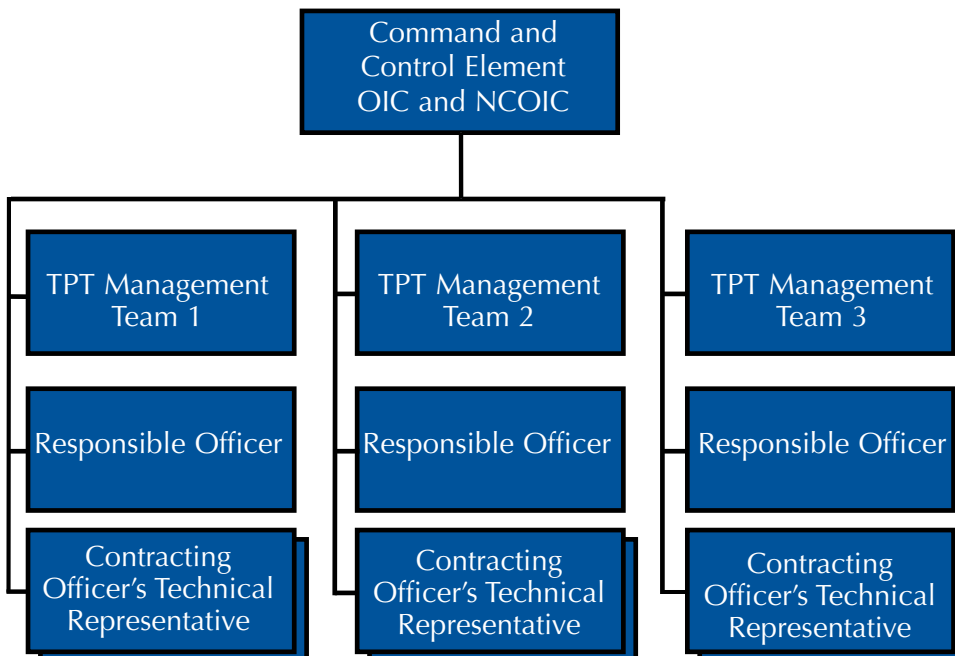 Command and
Control Element
OIC and NCOIC
TPT Management
Team 1
TPT Management
Team 2
TPT Management
Team 3
Responsible Officer
Responsible Officer
Responsible Officer
Contracting
Officer’s Technical
Representative
Contracting
Officer’s Technical
Representative
Contracting
Officer’s Technical
Representative